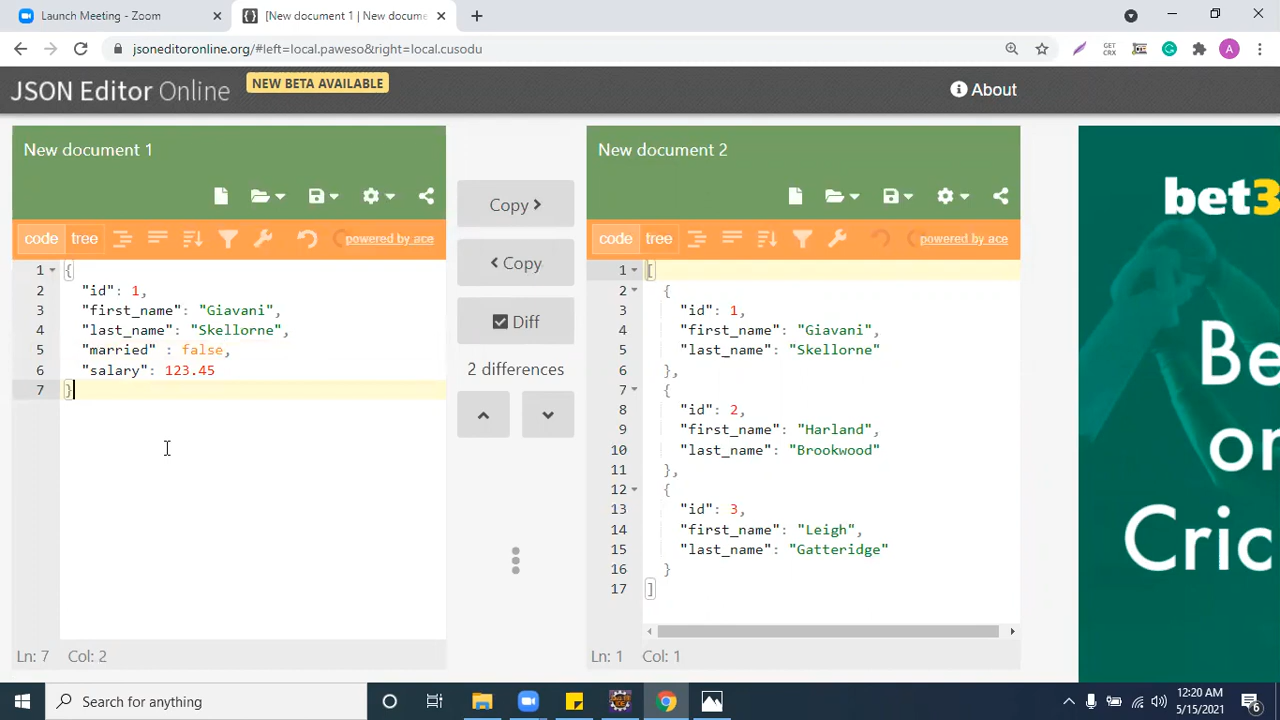 Launch Meeting - Zoom
[New document 1 | New docume
jsoneditoronline.org/#left=local.paweso&right=local.cusodu
GET
CRX
A
JSON Editor Online
NEW BETA AVAILABLE
About
New document 1
code tree powered by ace
1 {
2 "id": 1,
3 "first_name": "Giavani",
4 "last_name": "Skellorne",
5 "married" : false,
6 "salary": 123.45
7 }
Ln: 7 Col: 2
Copy
Copy
Diff
2 differences
New document 2
code tree powered by ace
1 [
2 {
3 "id": 1,
4 "first_name": "Giavani",
5 "last_name": "Skellorne"
6 },
7 {
8 "id": 2,
9 "first_name": "Harland",
10 "last_name": "Brookwood"
11 },
12 {
13 "id": 3,
14 "first_name": "Leigh",
15 "last_name": "Gatteridge"
16 }
17 ]
Ln: 1 Col: 1
bet3
Be
or
Cric
Search for anything
12:20 AM
5/15/2021
6